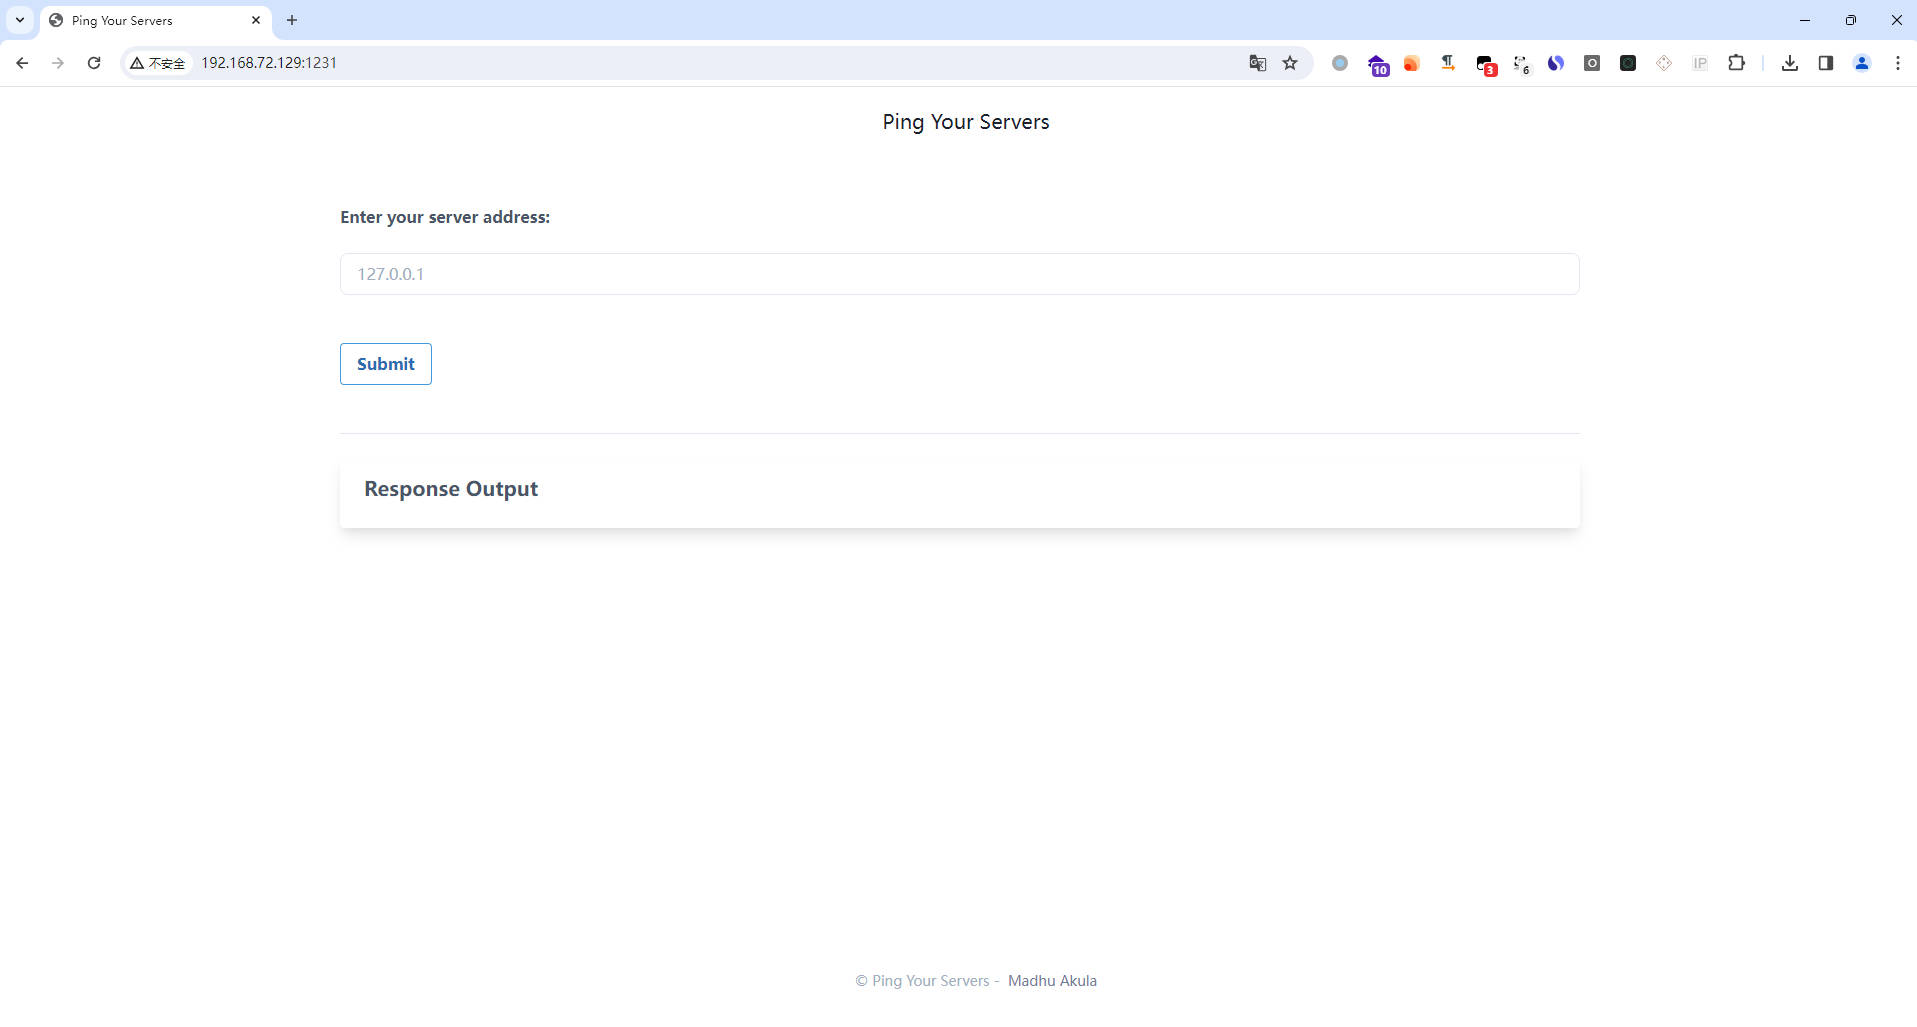 Ping Your Servers
不安全
192.168.72.129:1231
10
3
6
O
IP
Ping Your Servers
Enter your server address:
127.0.0.1
Submit
Response Output
© Ping Your Servers - Madhu Akula